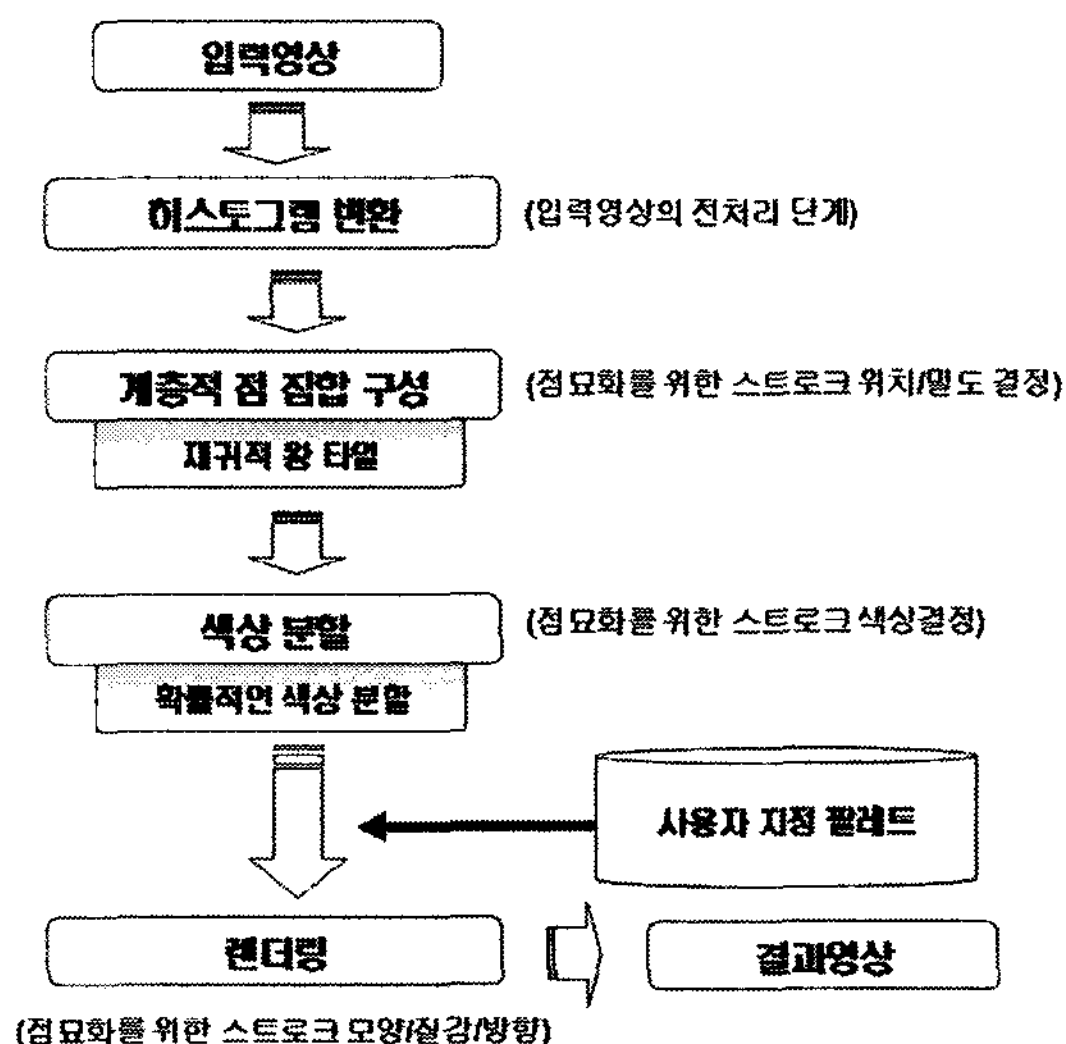 입력영상
히스토그램 변환
(입력영상의 전처리 단계)
계층적 점 집합 구성
(점묘화를 위한 스트로크 위치/밀도 결정)
재귀적 왕 타일
색상 분할
(점묘화를 위한 스트로크 색상결정)
확률적인 색상 분할
사용자 지정 팔레트
렌더링
결과영상
(점묘화를 위한 스트로크 모양/질감/방향)